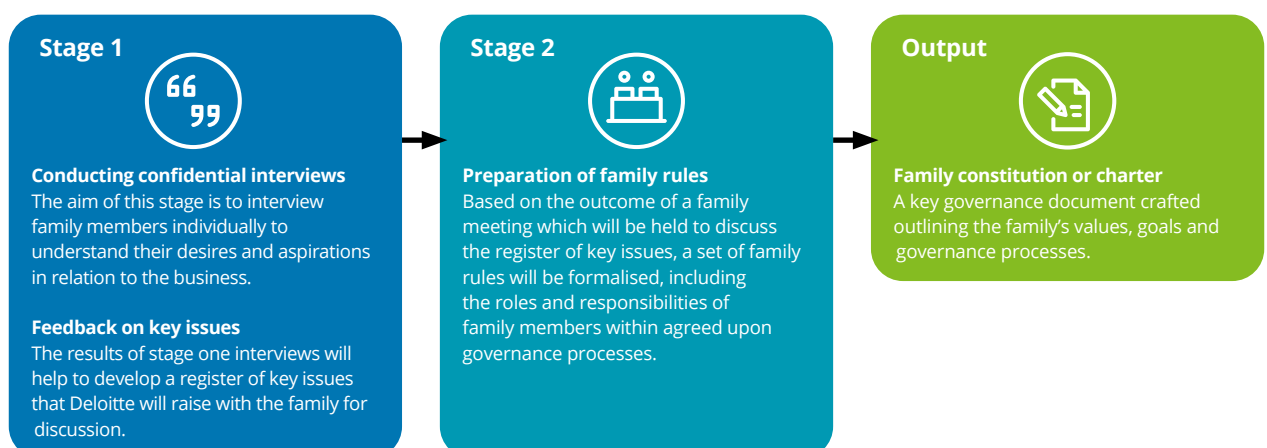 Stage 1
Conducting confidential interviews
The aim of this stage is to interview
family members individually to
understand their desires and aspirations
in relation to the business.
Feedback on key issues
The results of stage one interviews will
help to develop a register of key issues
that Deloitte will raise with the family for
discussion.
Stage 2
Preparation of family rules
Based on the outcome of a family
meeting which will be held to discuss
the register of key issues, a set of family
rules will be formalised, including
the roles and responsibilities of
family members within agreed upon
governance processes.
Output
Family constitution or charter
A key governance document crafted
outlining the family’s values, goals and
governance processes.